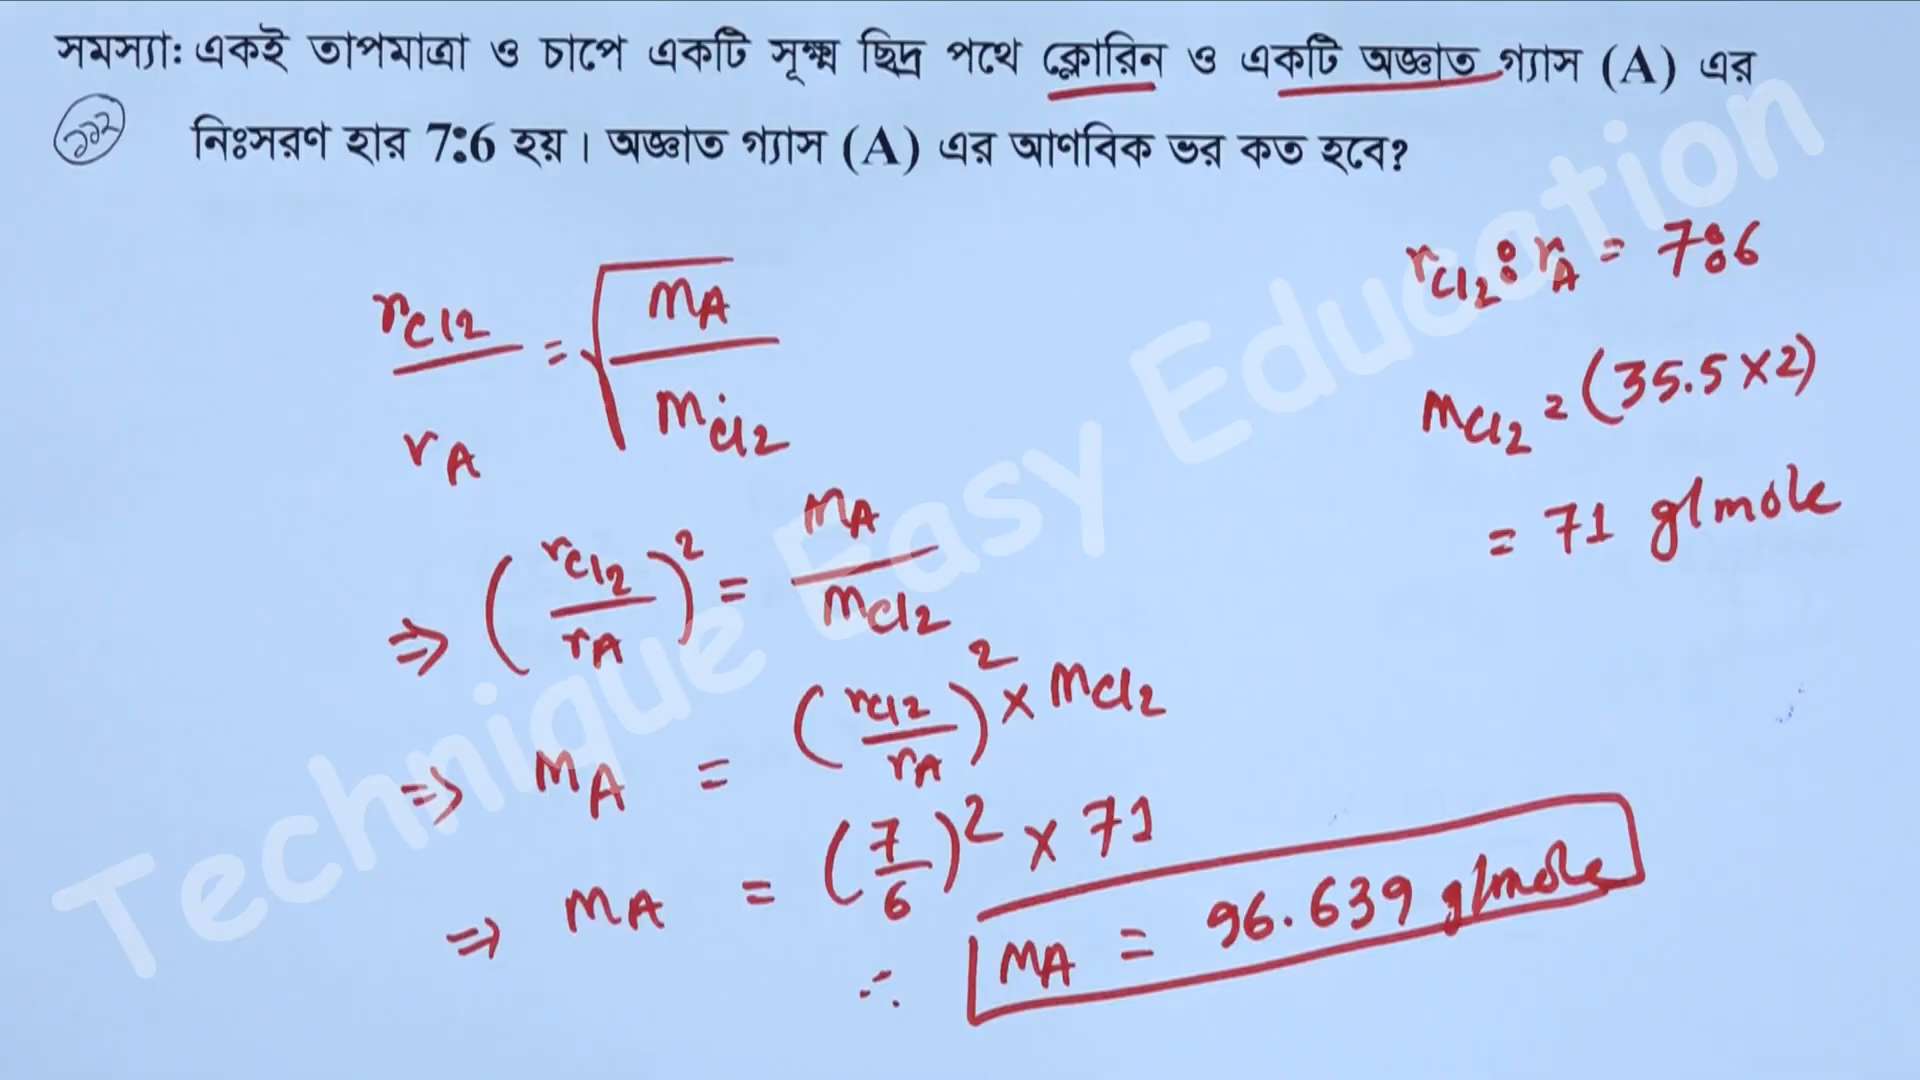 সমস্যা: একই তাপমাত্রা ও চাপে একটি সূক্ষ্ম ছিদ্র পথে ক্লোরিন ও একটি অজ্ঞাত গ্যাস (A) এর
১১২
নিঃসরণ হার 7:6 হয়। অজ্ঞাত গ্যাস (A) এর আণবিক ভর কত হবে?
rCl2 / rA = √(MA / MCl2)
⇒ (rCl2 / rA)² = MA / MCl2
⇒ MA = (rCl2 / rA)² × MCl2
⇒ MA = (7/6)² × 71
∴ MA = 96.639 g/mole
rCl2 : rA = 7:6
MCl2 = (35.5×2)
= 71 g/mole
Technique Easy Education